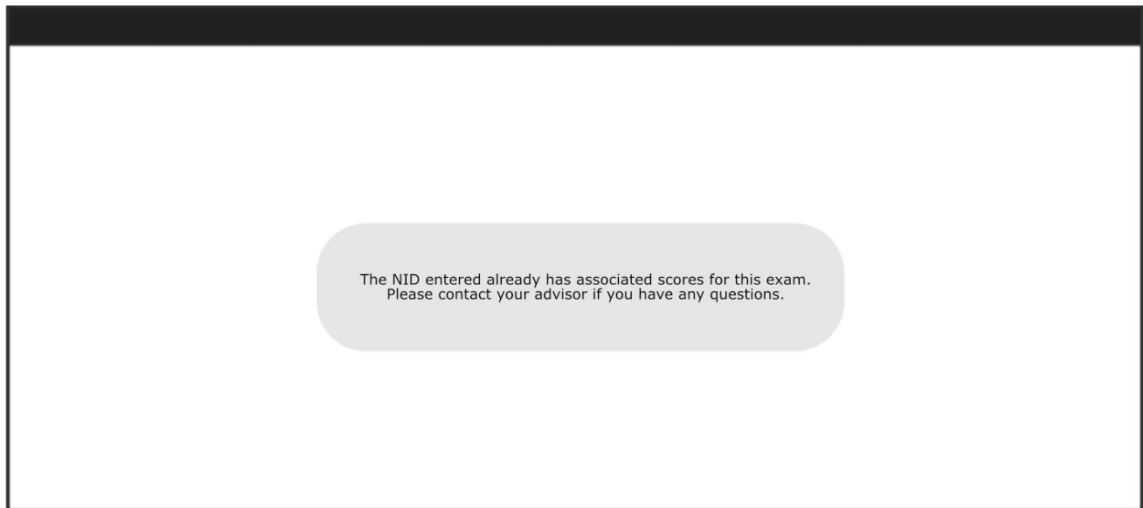 The NID entered already has associated scores for this exam.
Please contact your advisor if you have any questions.